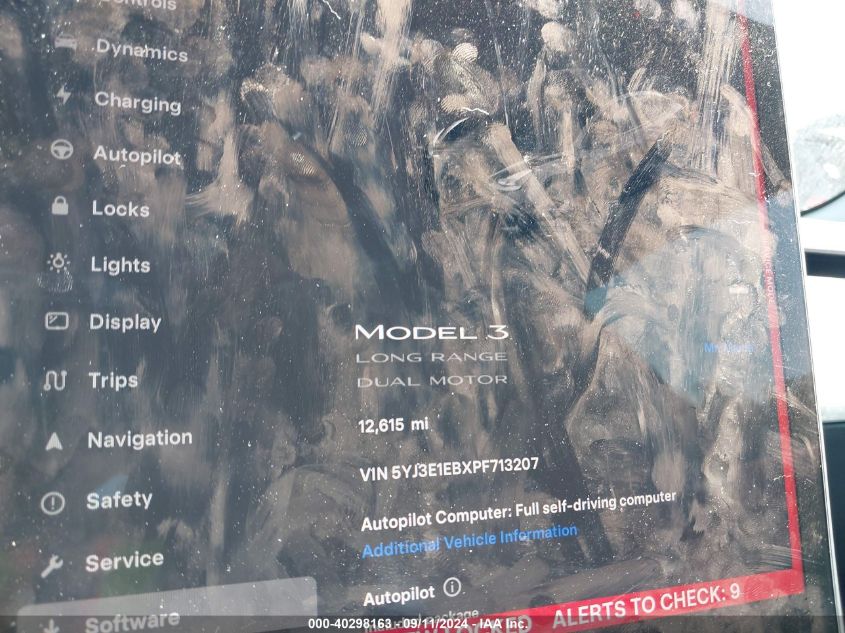 Controls
Dynamics
Charging
Autopilot
Locks
Lights
Display
Trips
Navigation
Safety
Service
Software
MODEL 3
LONG RANGE
DUAL MOTOR
12,615 mi
VIN 5YJ3E1EBXPF713207
Autopilot Computer: Full self-driving computer
Additional Vehicle Information
Autopilot
package
ALERTS TO CHECK: 9
000-40298163 - 09/11/2024 - IAA Inc.